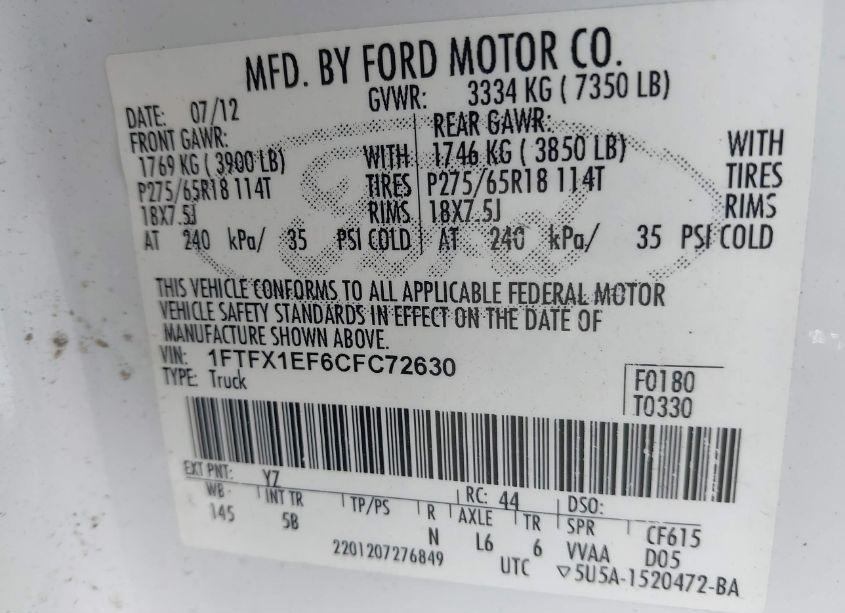 MFD. BY FORD MOTOR CO.
DATE: 07/12 GVWR: 3334 KG ( 7350 LB)
FRONT GAWR: REAR GAWR:
1769 KG ( 3900 LB) WITH 1746 KG ( 3850 LB) WITH
P275/65R18 114T TIRES P275/65R18 114T TIRES
18X7.5J RIMS 18X7.5J RIMS
AT 240 kPa/ 35 PSI COLD AT 240 kPa/ 35 PSI COLD
Ford
THIS VEHICLE CONFORMS TO ALL APPLICABLE FEDERAL MOTOR
VEHICLE SAFETY STANDARDS IN EFFECT ON THE DATE OF
MANUFACTURE SHOWN ABOVE.
VIN: 1FTFX1EF6CFC72630
TYPE: Truck
F0180
T0330
EXT PNT: YZ RC: 44 DSO:
WB INT TR TP/PS R AXLE TR SPR CF615
145 5B N L6 6 VVAA D05
2201207276849 UTC ▽5U5A-1520472-BA